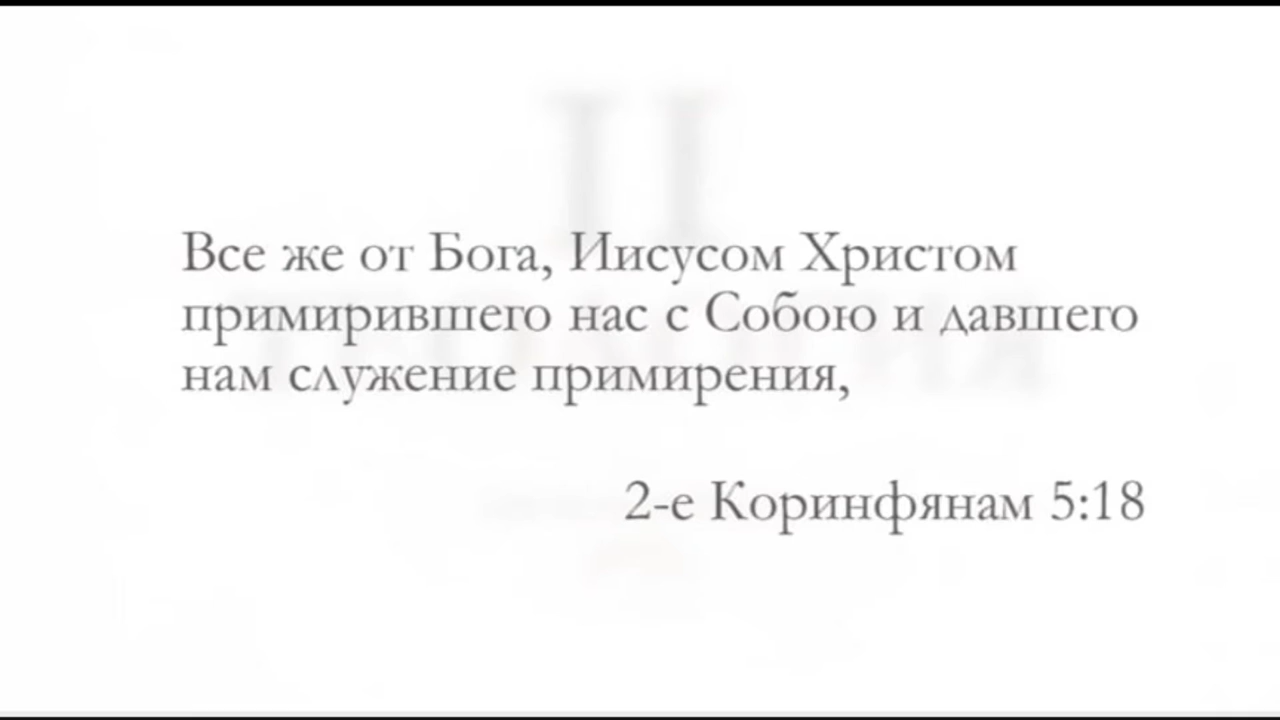 Все же от Бога, Иисусом Христом
примирившего нас с Собою и давшего
нам служение примирения,
2-е Коринфянам 5:18